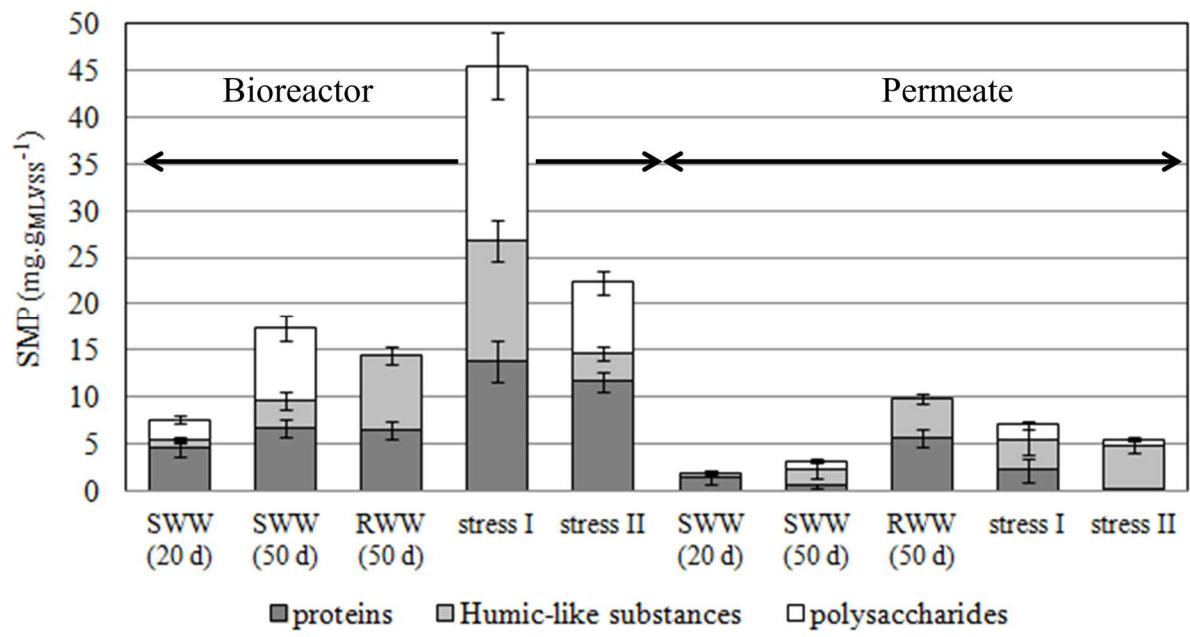 50
45
40
35
30
25
20
15
10
5
0
SMP (mg.gMLVSS-1)
Bioreactor
Permeate
SWW (20 d)
SWW (50 d)
RWW (50 d)
stress I
stress II
SWW (20 d)
SWW (50 d)
RWW (50 d)
stress I
stress II
proteins
Humic-like substances
polysaccharides